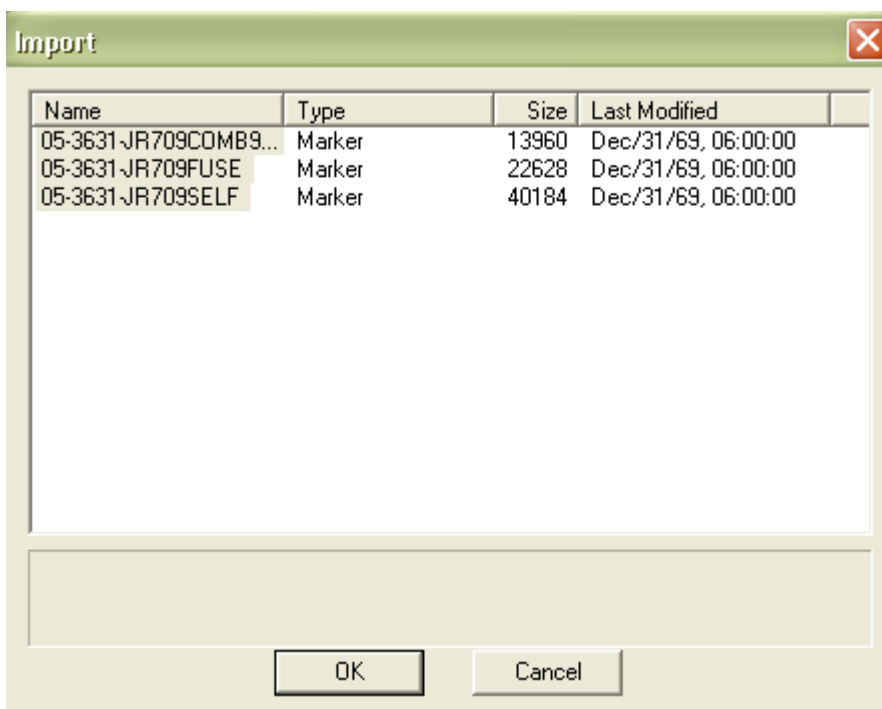 Import
Name Type Size Last Modified
05-3631-JR709COMB9... Marker 13960 Dec/31/69, 06:00:00
05-3631-JR709FUSE Marker 22628 Dec/31/69, 06:00:00
05-3631-JR709SELF Marker 40184 Dec/31/69, 06:00:00
OK Cancel